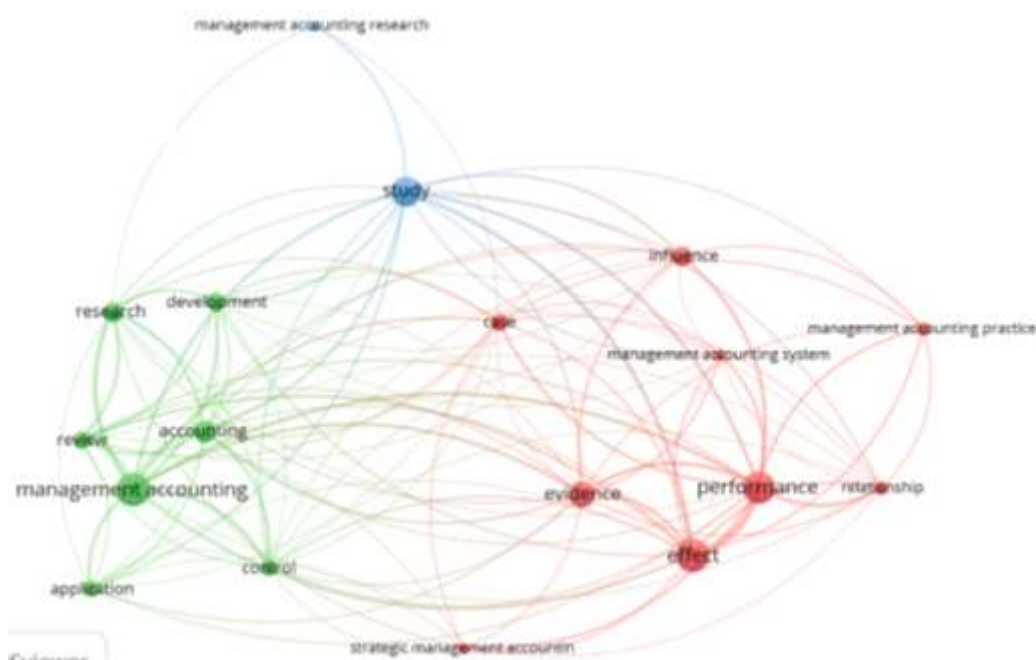 management accounting research
study
influence
development
research
case
management accounting practice
management accounting system
accounting
review
management accounting
evidence
performance
relationship
effect
control
application
strategic management accountin